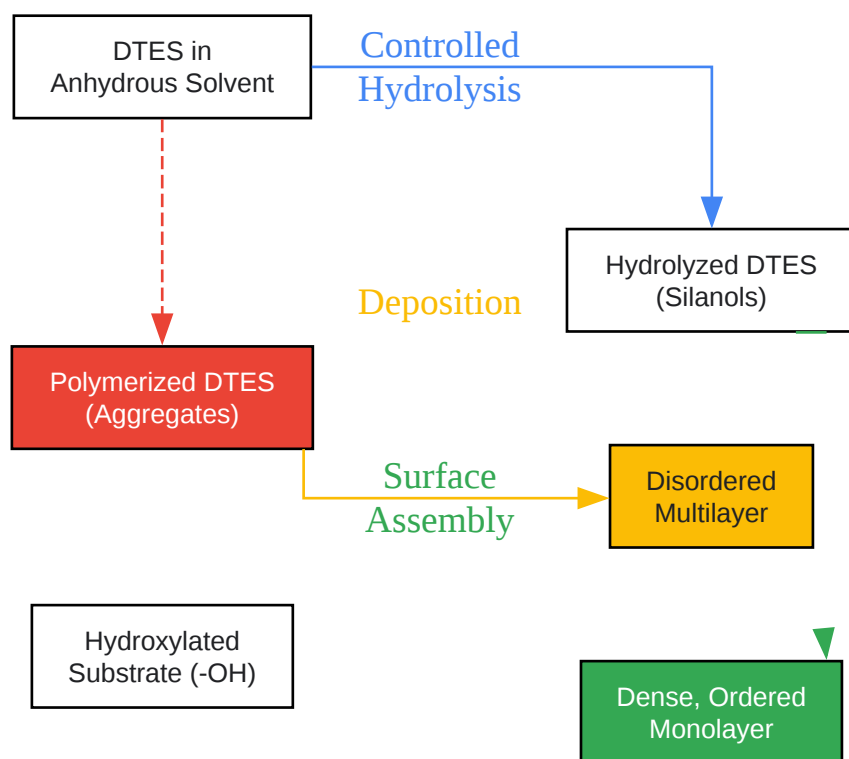 DTES in
Anhydrous Solvent
Controlled
Hydrolysis
Hydrolyzed DTES
(Silanols)
Deposition
Polymerized DTES
(Aggregates)
Surface
Assembly
Disordered
Multilayer
Hydroxylated
Substrate (-OH)
Dense, Ordered
Monolayer